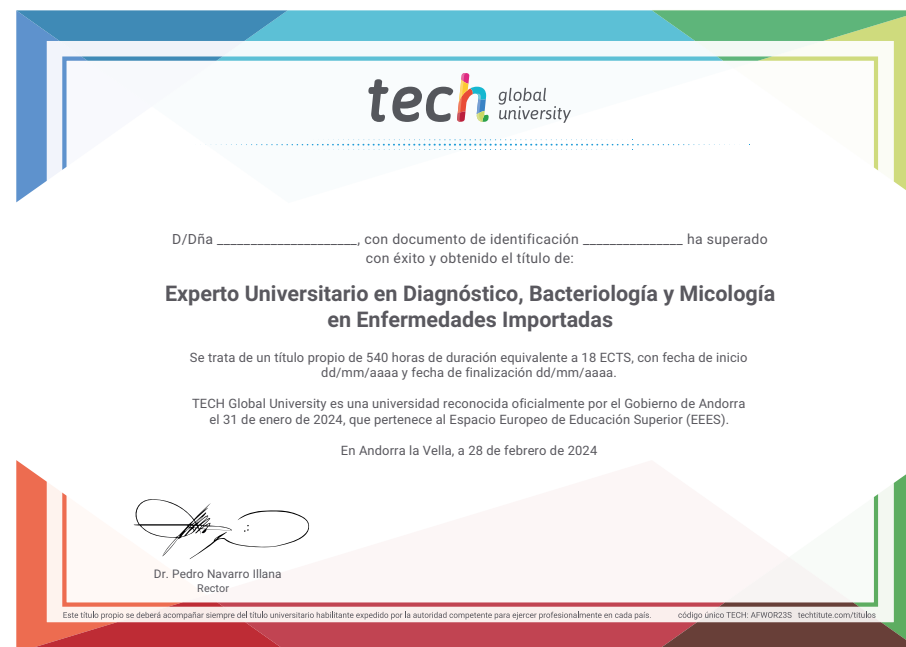 tech global
university
D/Dña _____________________, con documento de identificación _______________ ha superado
con éxito y obtenido el título de:
Experto Universitario en Diagnóstico, Bacteriología y Micología
en Enfermedades Importadas
Se trata de un título propio de 540 horas de duración equivalente a 18 ECTS, con fecha de inicio
dd/mm/aaaa y fecha de finalización dd/mm/aaaa.
TECH Global University es una universidad reconocida oficialmente por el Gobierno de Andorra
el 31 de enero de 2024, que pertenece al Espacio Europeo de Educación Superior (EEES).
En Andorra la Vella, a 28 de febrero de 2024
Dr. Pedro Navarro Illana
Rector
Este título propio se deberá acompañar siempre del título universitario habilitante expedido por la autoridad competente para ejercer profesionalmente en cada país. código único TECH: AFWOR23S techtitute.com/titulos